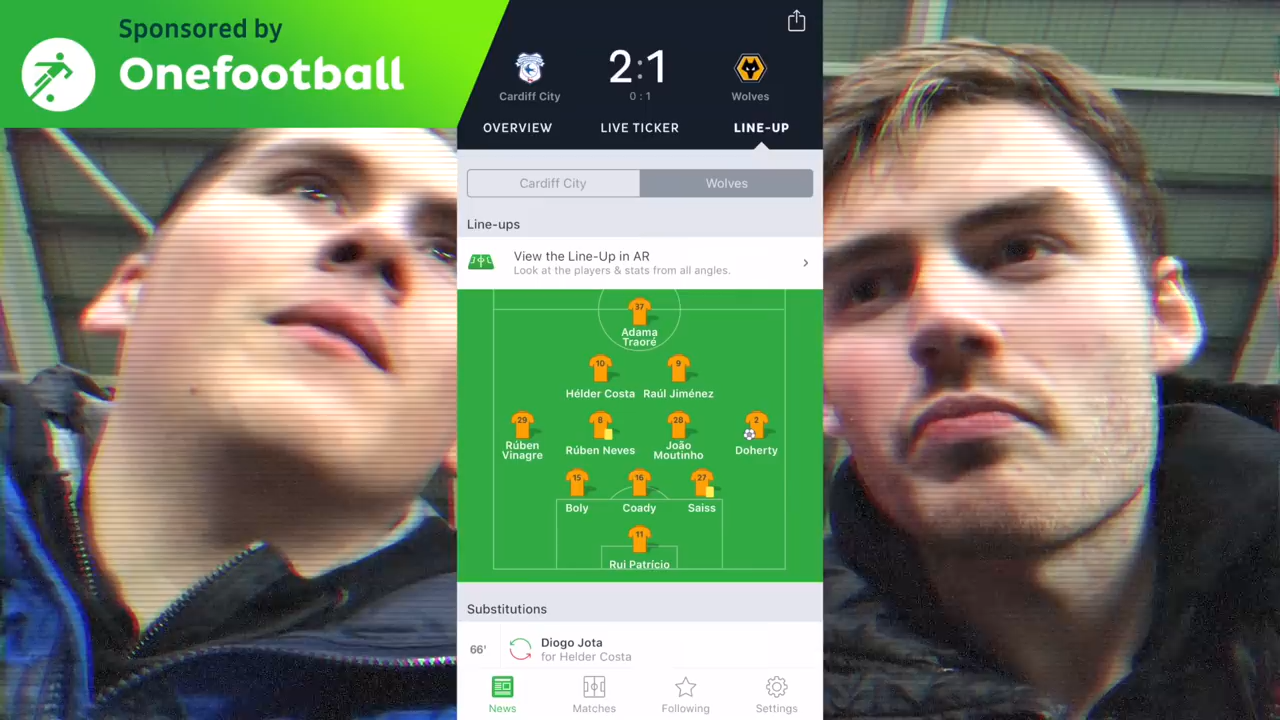 Sponsored by
Onefootball
2:1
Cardiff City
0 : 1
Wolves
OVERVIEW
LIVE TICKER
LINE-UP
Cardiff City
Wolves
Line-ups
View the Line-Up in AR
Look at the players & stats from all angles.
37
Adama
Traoré
10
9
Hélder Costa
Raúl Jiménez
29
8
28
2
Rúben
Vinagre
Rúben Neves
João
Moutinho
Doherty
15
16
27
Boly
Coady
Saiss
11
Rui Patrício
Substitutions
66'
Diogo Jota
for Helder Costa
News
Matches
Following
Settings